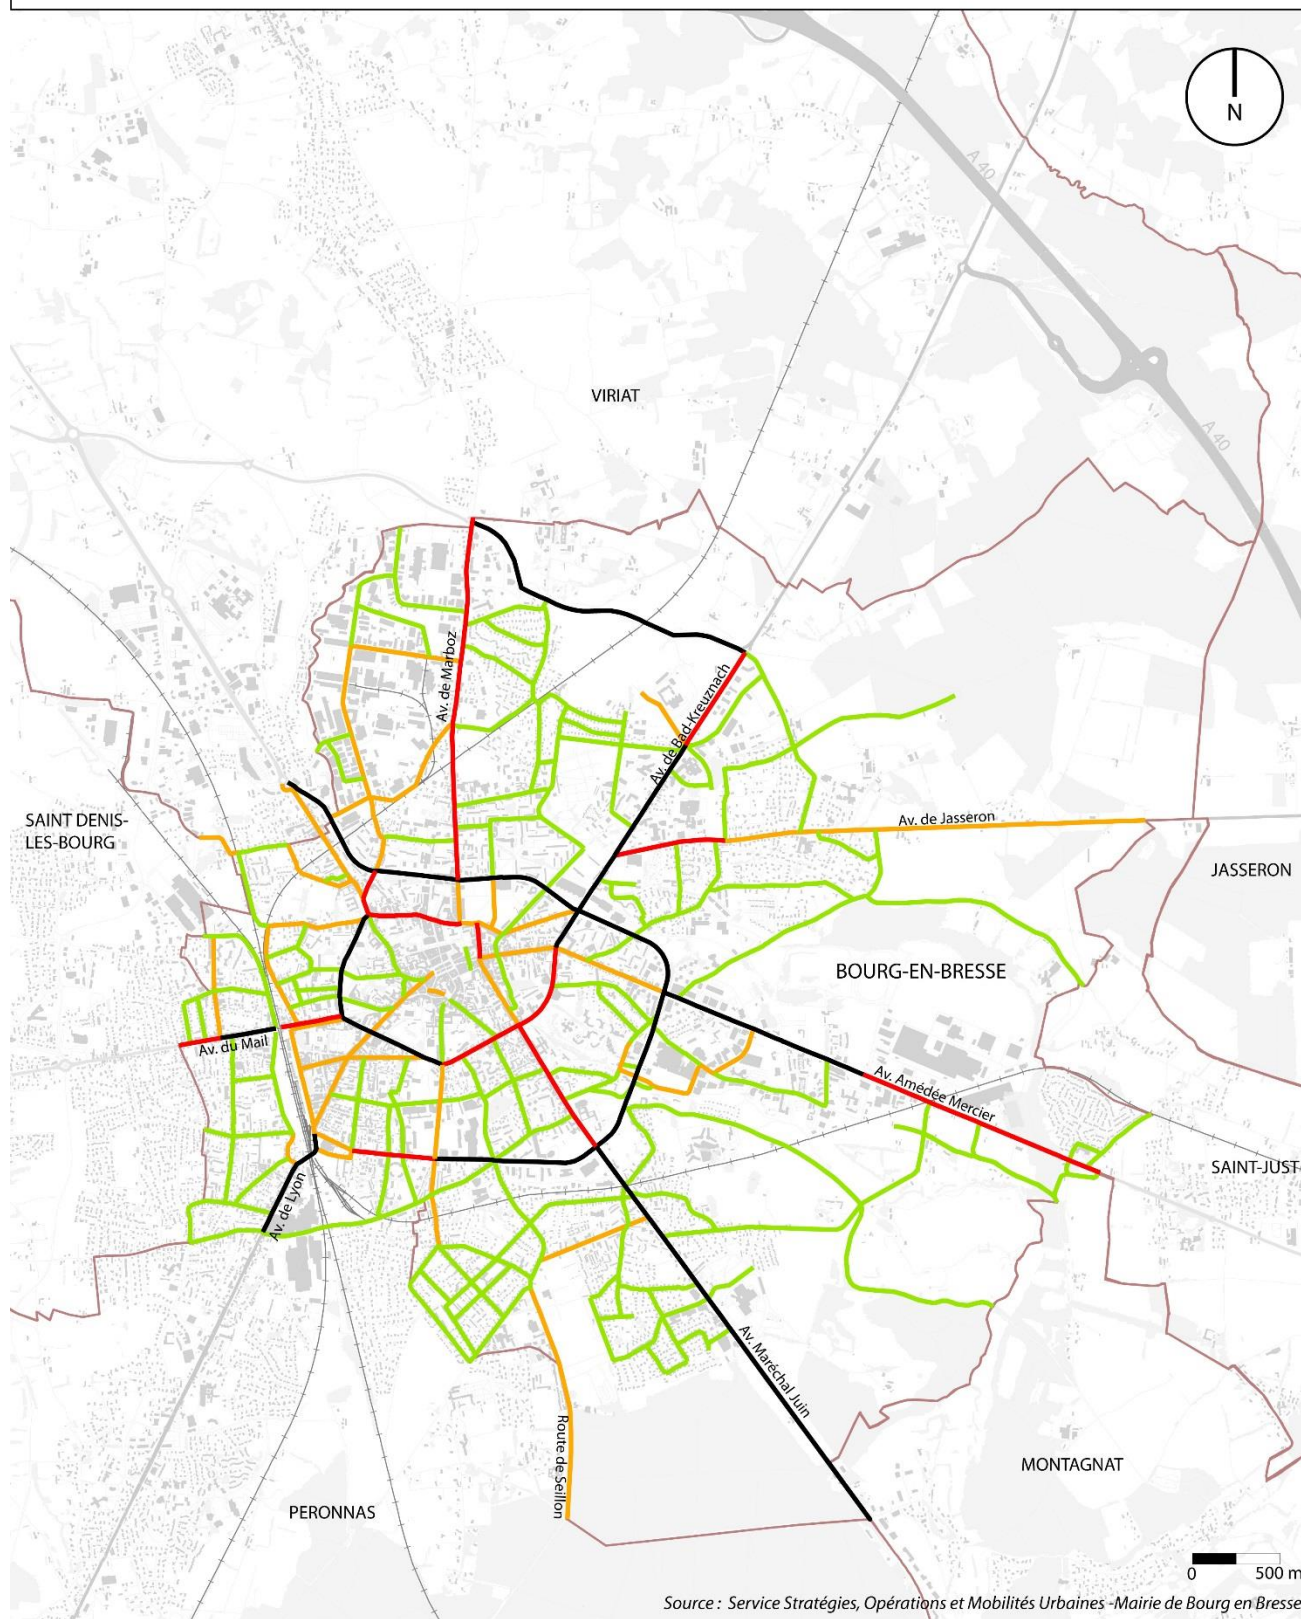 N
A 40
VIRIAT
A 40
Av. de Marboz
Av. de Bad-Kreuznach
SAINT DENIS-
LES-BOURG
Av. de Jasseron
JASSERON
BOURG-EN-BRESSE
Av. du Mail
Av. Amédée Mercier
SAINT-JUST
Av. de Lyon
Av. Maréchal Juin
Route de Seillon
MONTAGNAT
PERONNAS
0 500 m
Source : Service Stratégies, Opérations et Mobilités Urbaines -Mairie de Bourg en Bresse